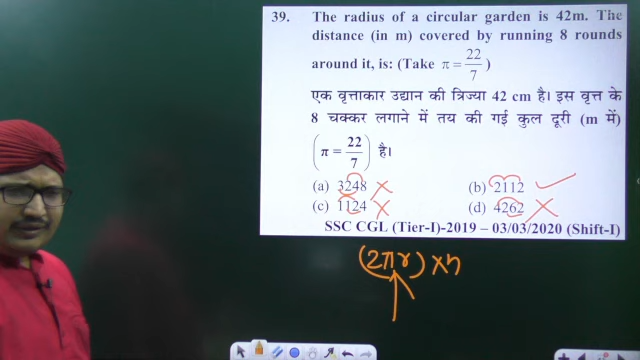 39. The radius of a circular garden is 42m. The
distance (in m) covered by running 8 rounds
around it, is: (Take π = 22/7)
एक वृत्ताकार उद्यान की त्रिज्या 42 cm है। इस वृत्त के
8 चक्कर लगाने में तय की गई कुल दूरी (m में)
(π = 22/7) है।
(a) 3248 (b) 2112
(c) 1124 (d) 4262
SSC CGL (Tier-I)-2019 – 03/03/2020 (Shift-I)
(2πr) × n